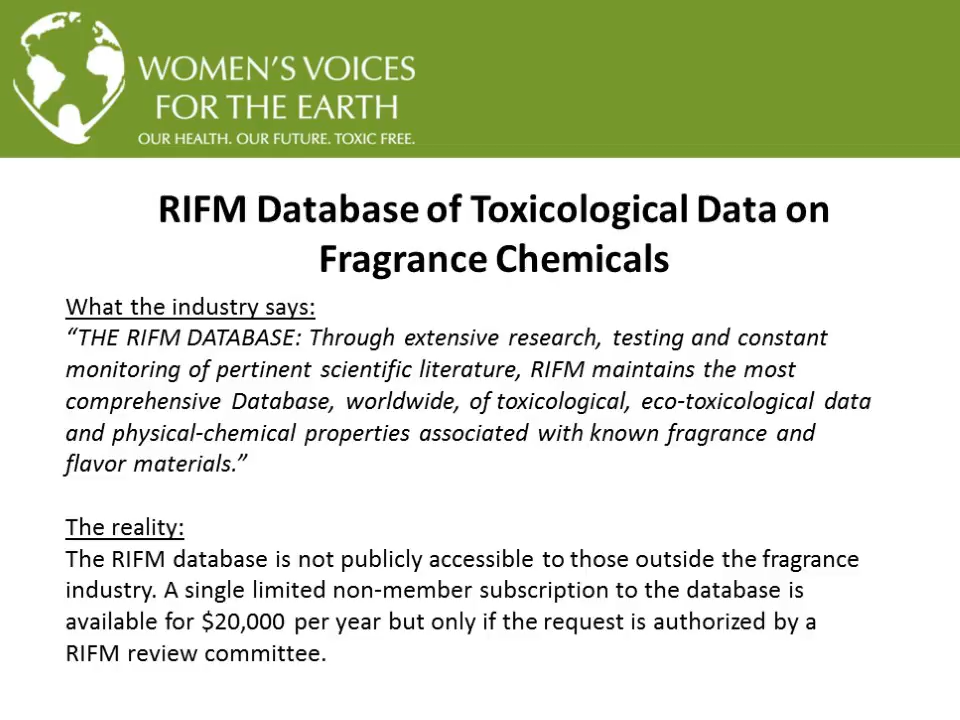 WOMEN'S VOICES
FOR THE EARTH
OUR HEALTH. OUR FUTURE. TOXIC FREE.
RIFM Database of Toxicological Data on
Fragrance Chemicals
What the industry says:
“THE RIFM DATABASE: Through extensive research, testing and constant
monitoring of pertinent scientific literature, RIFM maintains the most
comprehensive Database, worldwide, of toxicological, eco-toxicological data
and physical-chemical properties associated with known fragrance and
flavor materials.”
The reality:
The RIFM database is not publicly accessible to those outside the fragrance
industry. A single limited non-member subscription to the database is
available for $20,000 per year but only if the request is authorized by a
RIFM review committee.